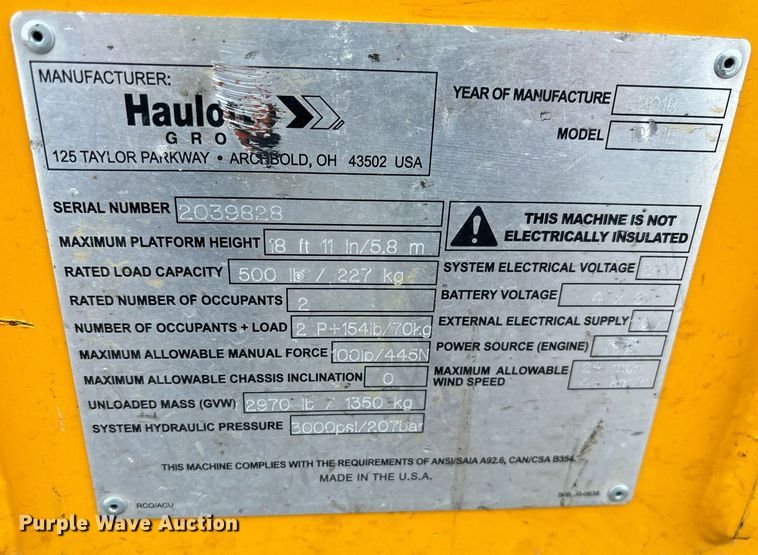 MANUFACTURER:
Haulo
GRO
125 TAYLOR PARKWAY • ARCHBOLD, OH 43502 USA
YEAR OF MANUFACTURE 2018
MODEL
SERIAL NUMBER 2039828
MAXIMUM PLATFORM HEIGHT 18 ft 11 in/5.8 m
RATED LOAD CAPACITY 500 lb / 227 kg
RATED NUMBER OF OCCUPANTS 2
NUMBER OF OCCUPANTS + LOAD 2 P+154lb/70kg
MAXIMUM ALLOWABLE MANUAL FORCE 100lb/445N
MAXIMUM ALLOWABLE CHASSIS INCLINATION 0
UNLOADED MASS (GVW) 2970 lb / 1350 kg
SYSTEM HYDRAULIC PRESSURE 3000psi/207bar
THIS MACHINE IS NOT
ELECTRICALLY INSULATED
SYSTEM ELECTRICAL VOLTAGE
BATTERY VOLTAGE
EXTERNAL ELECTRICAL SUPPLY
POWER SOURCE (ENGINE)
MAXIMUM ALLOWABLE
WIND SPEED
THIS MACHINE COMPLIES WITH THE REQUIREMENTS OF ANSI/SAIA A92.6, CAN/CSA B354.
MADE IN THE U.S.A.
RCO/ACU
Purple Wave Auction